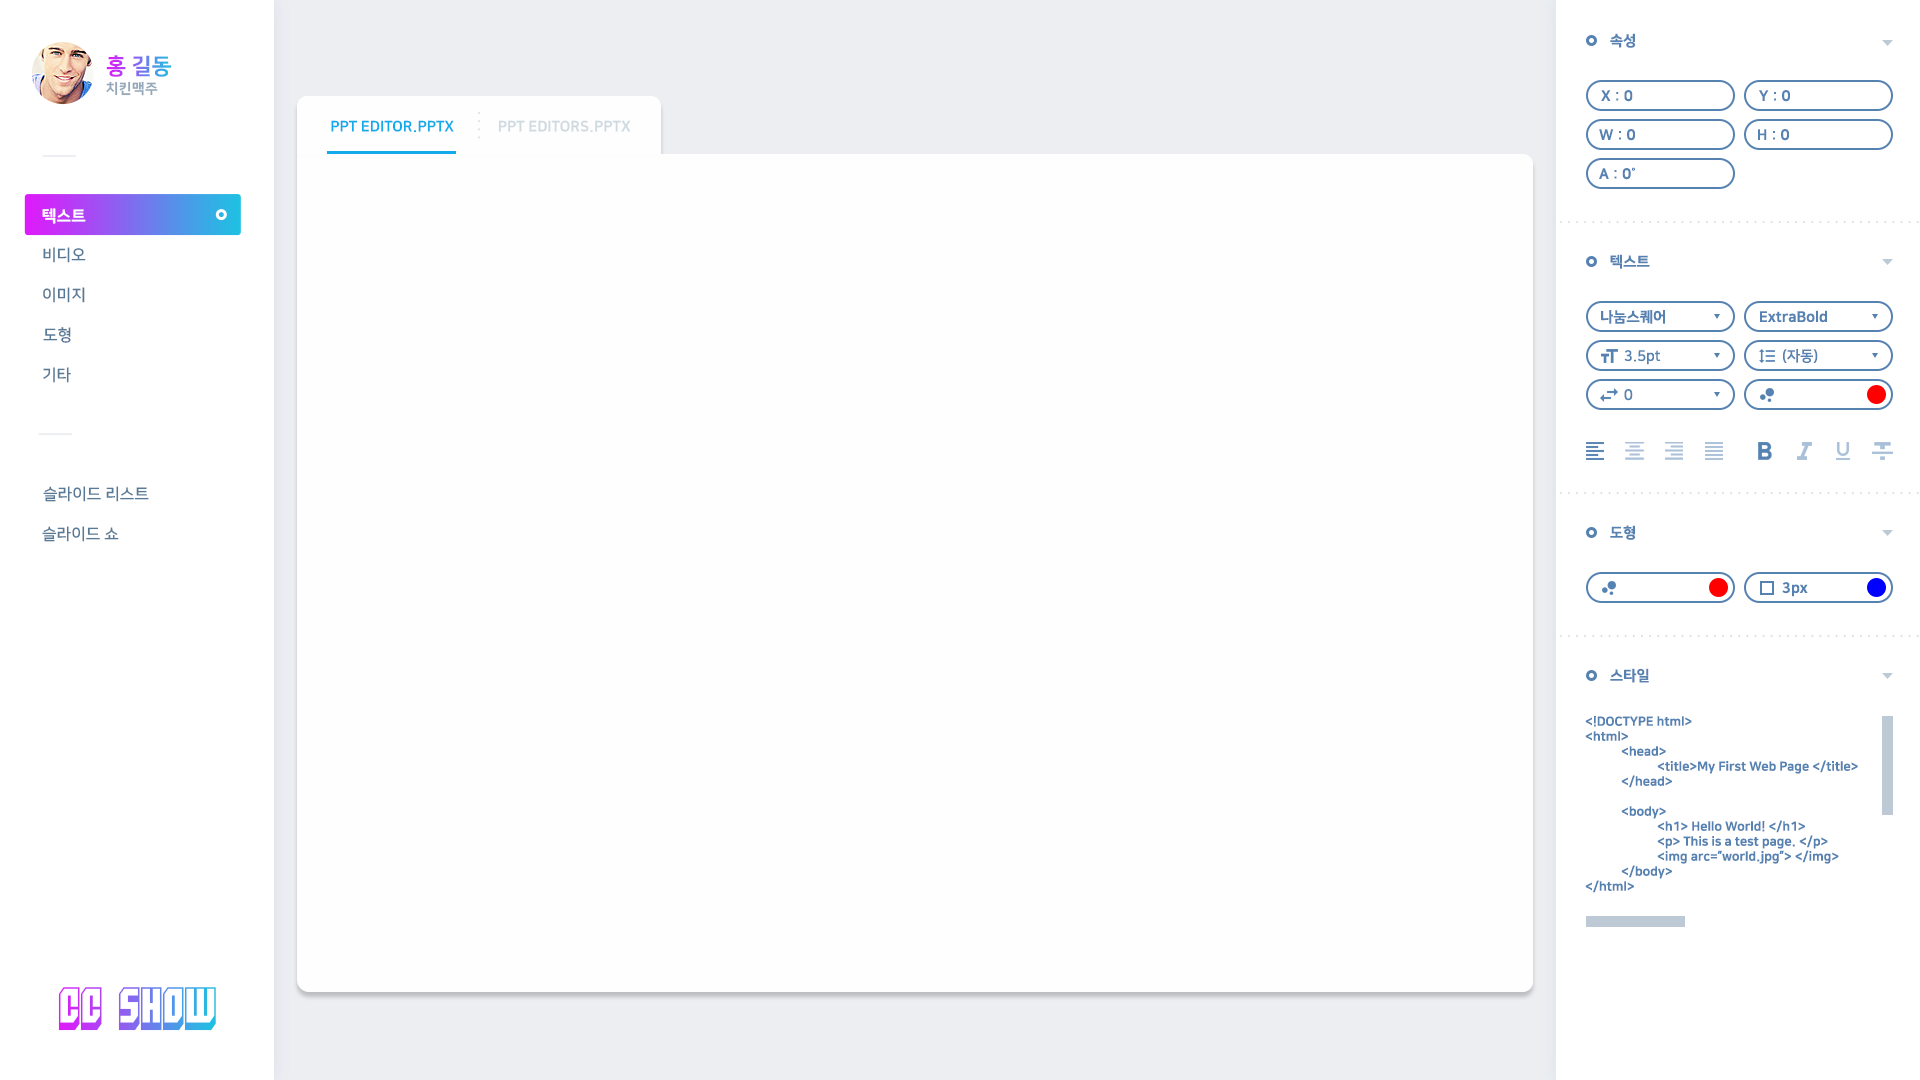 홍 길동
치킨맥주
텍스트
비디오
이미지
도형
기타
슬라이드 리스트
슬라이드 쇼
CC SHOW
PPT EDITOR.PPTX
PPT EDITORS.PPTX
속성
X : 0
Y : 0
W : 0
H : 0
A : 0°
텍스트
나눔스퀘어
ExtraBold
3.5pt
(자동)
0
B I U
도형
3px
스타일
<!DOCTYPE html>
<html>
<head>
<title>My First Web Page </title>
</head>
<body>
<h1> Hello World! </h1>
<p> This is a test page. </p>
<img arc="world.jpg"> </img>
</body>
</html>